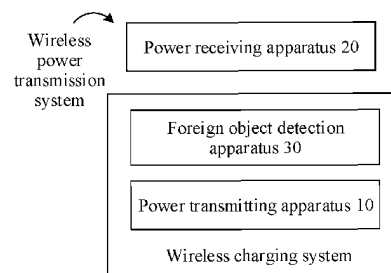 Wireless
power
transmission
system
Power receiving apparatus 20
Foreign object detection
apparatus 30
Power transmitting apparatus 10
Wireless charging system